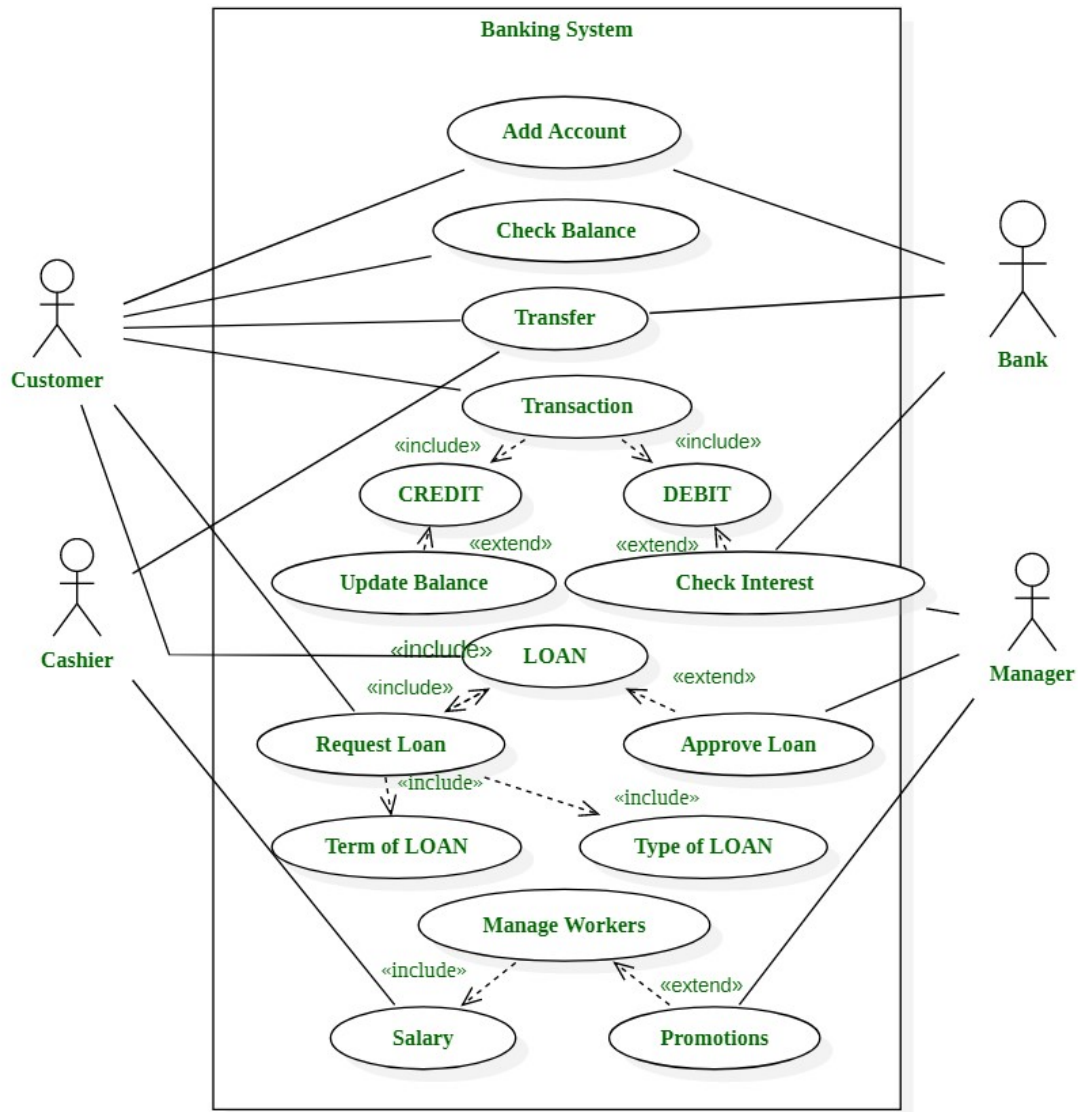 Banking System
Add Account
Check Balance
Transfer
Customer
Bank
Transaction
«include»
«include»
CREDIT
DEBIT
«extend»
«extend»
Update Balance
Check Interest
«include»
LOAN
Cashier
Manager
«include»
«extend»
Request Loan
Approve Loan
«include»
«include»
Term of LOAN
Type of LOAN
Manage Workers
«include»
«extend»
Salary
Promotions